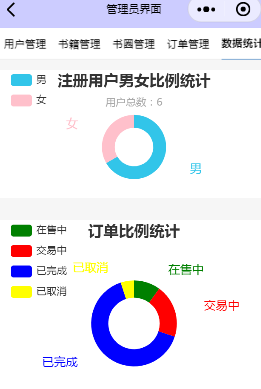 管理员界面
用户管理 书籍管理 书圈管理 订单管理 数据统计
注册用户男女比例统计
用户总数：6
男
女
女
男
订单比例统计
在售中
交易中
已完成
已取消
已取消
在售中
交易中
已完成